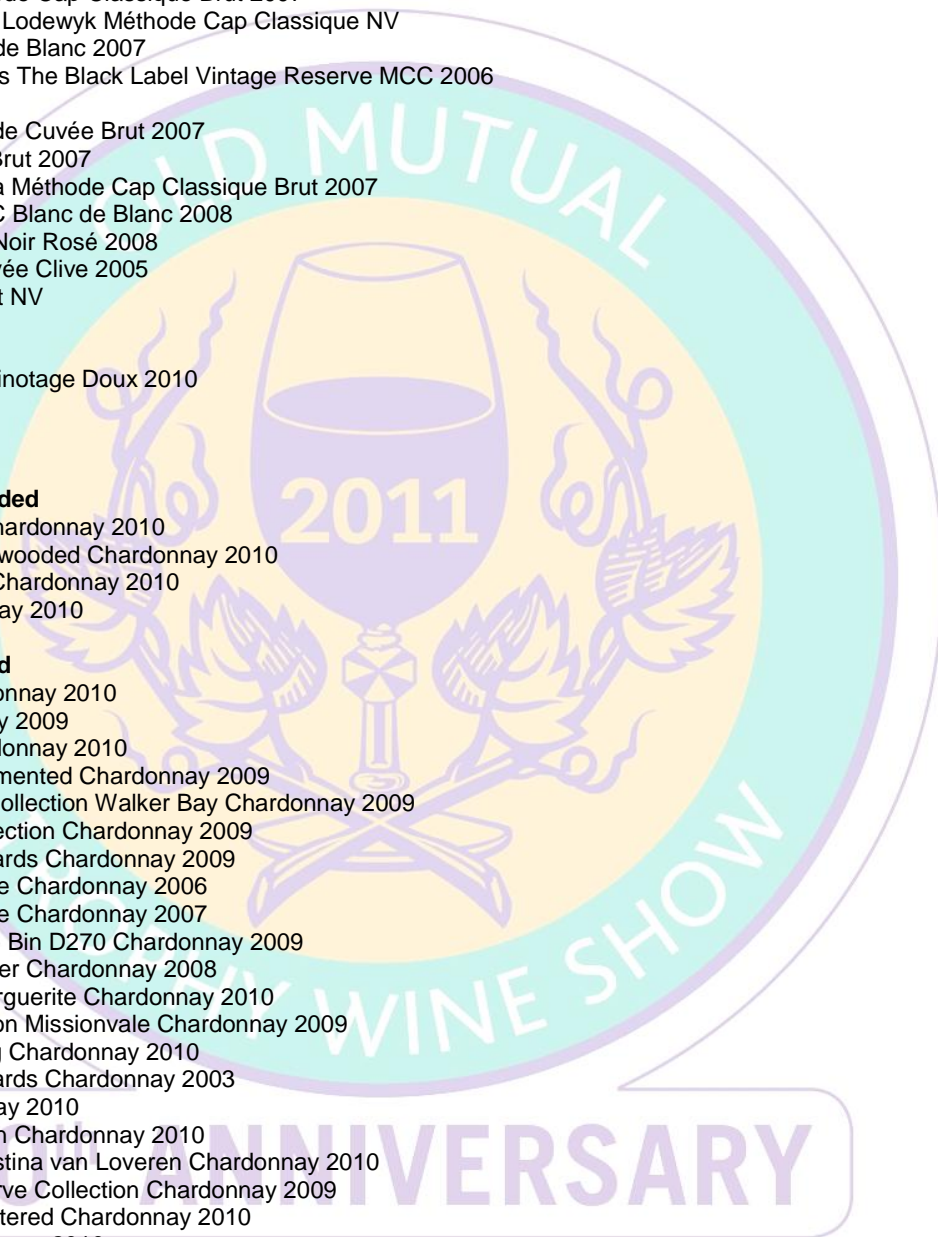 Lodewyk Méthode Cap Classique NV
de Blanc 2007
s The Black Label Vintage Reserve MCC 2006
de Cuvée Brut 2007
Brut 2007
a Méthode Cap Classique Brut 2007
C Blanc de Blanc 2008
Noir Rosé 2008
ée Clive 2005
t NV
inotage Doux 2010
ded
hardonnay 2010
wooded Chardonnay 2010
Chardonnay 2010
ay 2010
d
onnay 2010
y 2009
donnay 2010
mented Chardonnay 2009
ollection Walker Bay Chardonnay 2009
ection Chardonnay 2009
ards Chardonnay 2009
e Chardonnay 2006
e Chardonnay 2007
Bin D270 Chardonnay 2009
er Chardonnay 2008
rguerite Chardonnay 2010
on Missionvale Chardonnay 2009
g Chardonnay 2010
ards Chardonnay 2003
ay 2010
n Chardonnay 2010
stina van Loveren Chardonnay 2010
rve Collection Chardonnay 2009
tered Chardonnay 2010
OLD MUTUAL
2011
TROPHY WINE SHOW
0th ANNIVERSARY